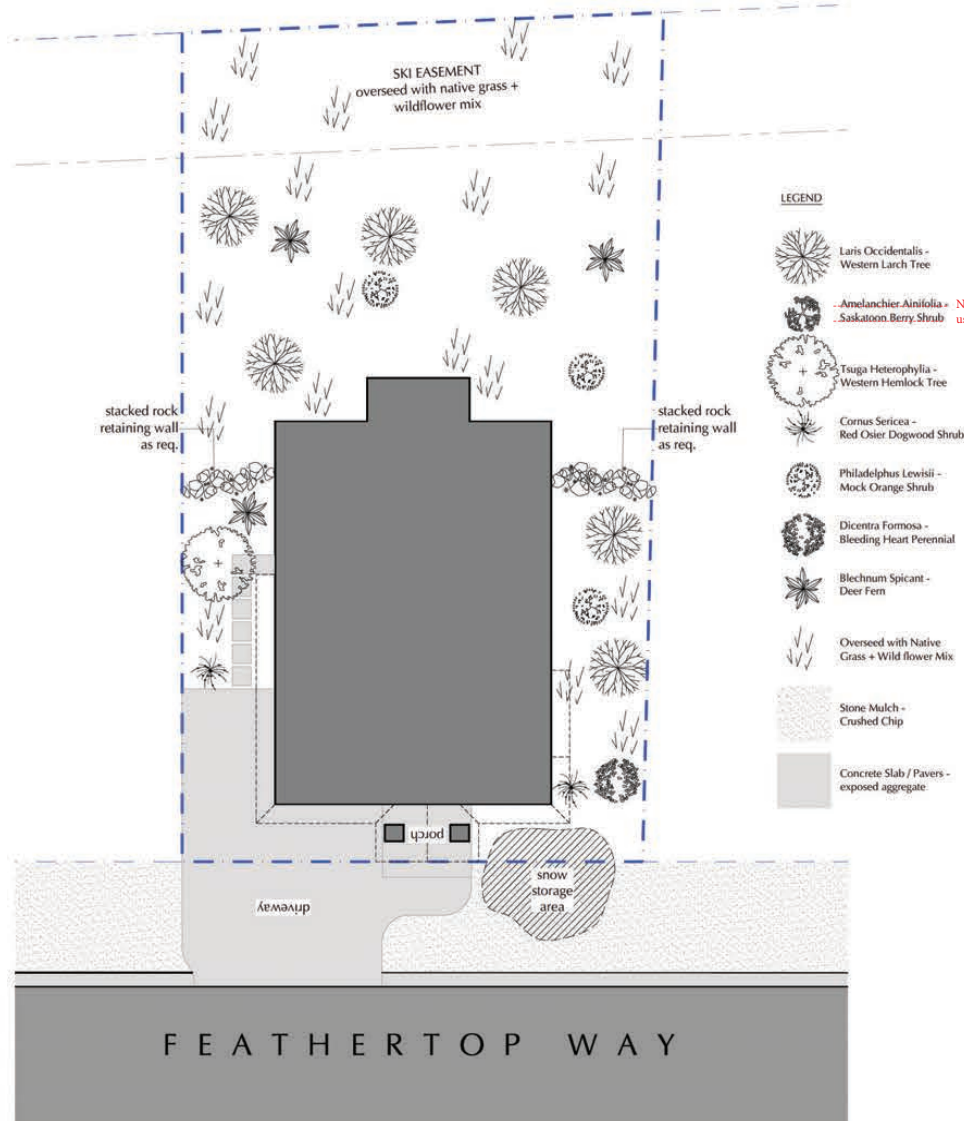 SKI EASEMENT
overseed with native grass +
wildflower mix
LEGEND
Laris Occidentalis -
Western Larch Tree
Amelanchier Ainifolia -
Saskatoon Berry Shrub
Tsuga Heterophylia -
Western Hemlock Tree
Cornus Sericea -
Red Osier Dogwood Shrub
Philadelphus Lewisii -
Mock Orange Shrub
Dicentra Formosa -
Bleeding Heart Perennial
Blechnum Spicant -
Deer Fern
Overseed with Native
Grass + Wild flower Mix
Stone Mulch -
Crushed Chip
Concrete Slab / Pavers -
exposed aggregate
stacked rock
retaining wall
as req.
stacked rock
retaining wall
as req.
porch
snow
storage
area
driveway
FEATHERTOP WAY